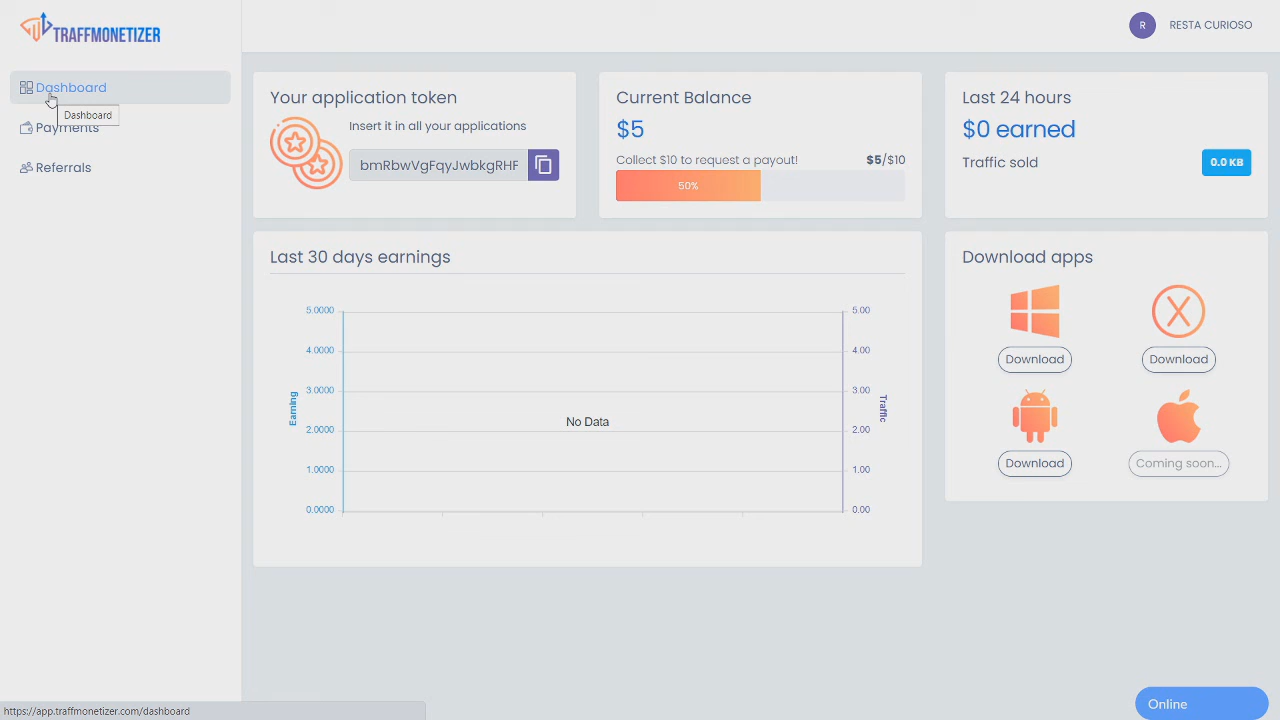 TRAFFMONETIZER
R
RESTA CURIOSO
Dashboard
Dashboard
Payments
Referrals
Your application token
Insert it in all your applications
bmRbwVgFqyJwbkgRHF
Current Balance
$5
Collect $10 to request a payout!
$5/$10
50%
Last 24 hours
$0 earned
Traffic sold
0.0 KB
Last 30 days earnings
5.0000
4.0000
3.0000
2.0000
1.0000
0.0000
Earning
No Data
5.00
4.00
3.00
2.00
1.00
0.00
Traffic
Download apps
Download
Download
Download
Coming soon...
https://app.traffmonetizer.com/dashboard
Online